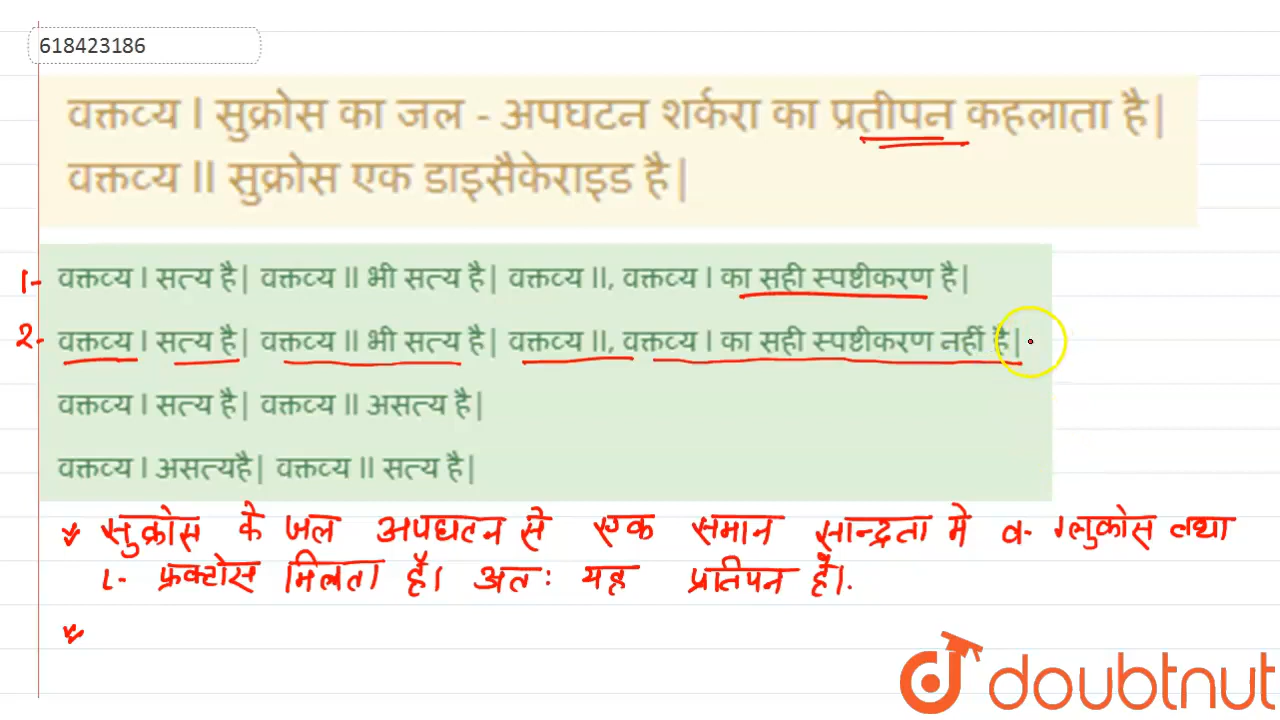 618423186
वक्तव्य I सुक्रोस का जल - अपघटन शर्करा का प्रतीपन कहलाता है|
वक्तव्य II सुक्रोस एक डाइसैकेराइड है|
1- वक्तव्य I सत्य है| वक्तव्य II भी सत्य है| वक्तव्य II, वक्तव्य I का सही स्पष्टीकरण है|
2- वक्तव्य I सत्य है| वक्तव्य II भी सत्य है| वक्तव्य II, वक्तव्य I का सही स्पष्टीकरण नहीं है|
वक्तव्य I सत्य है| वक्तव्य II असत्य है|
वक्तव्य I असत्यहै| वक्तव्य II सत्य है|
* सुक्रोस के जल अपघटन से एक समान सान्द्रता मे D- ग्लुकोस तथा
L- फ्रक्टोस मिलता है। अत: यह प्रतिपन है।.
*
doubtnut